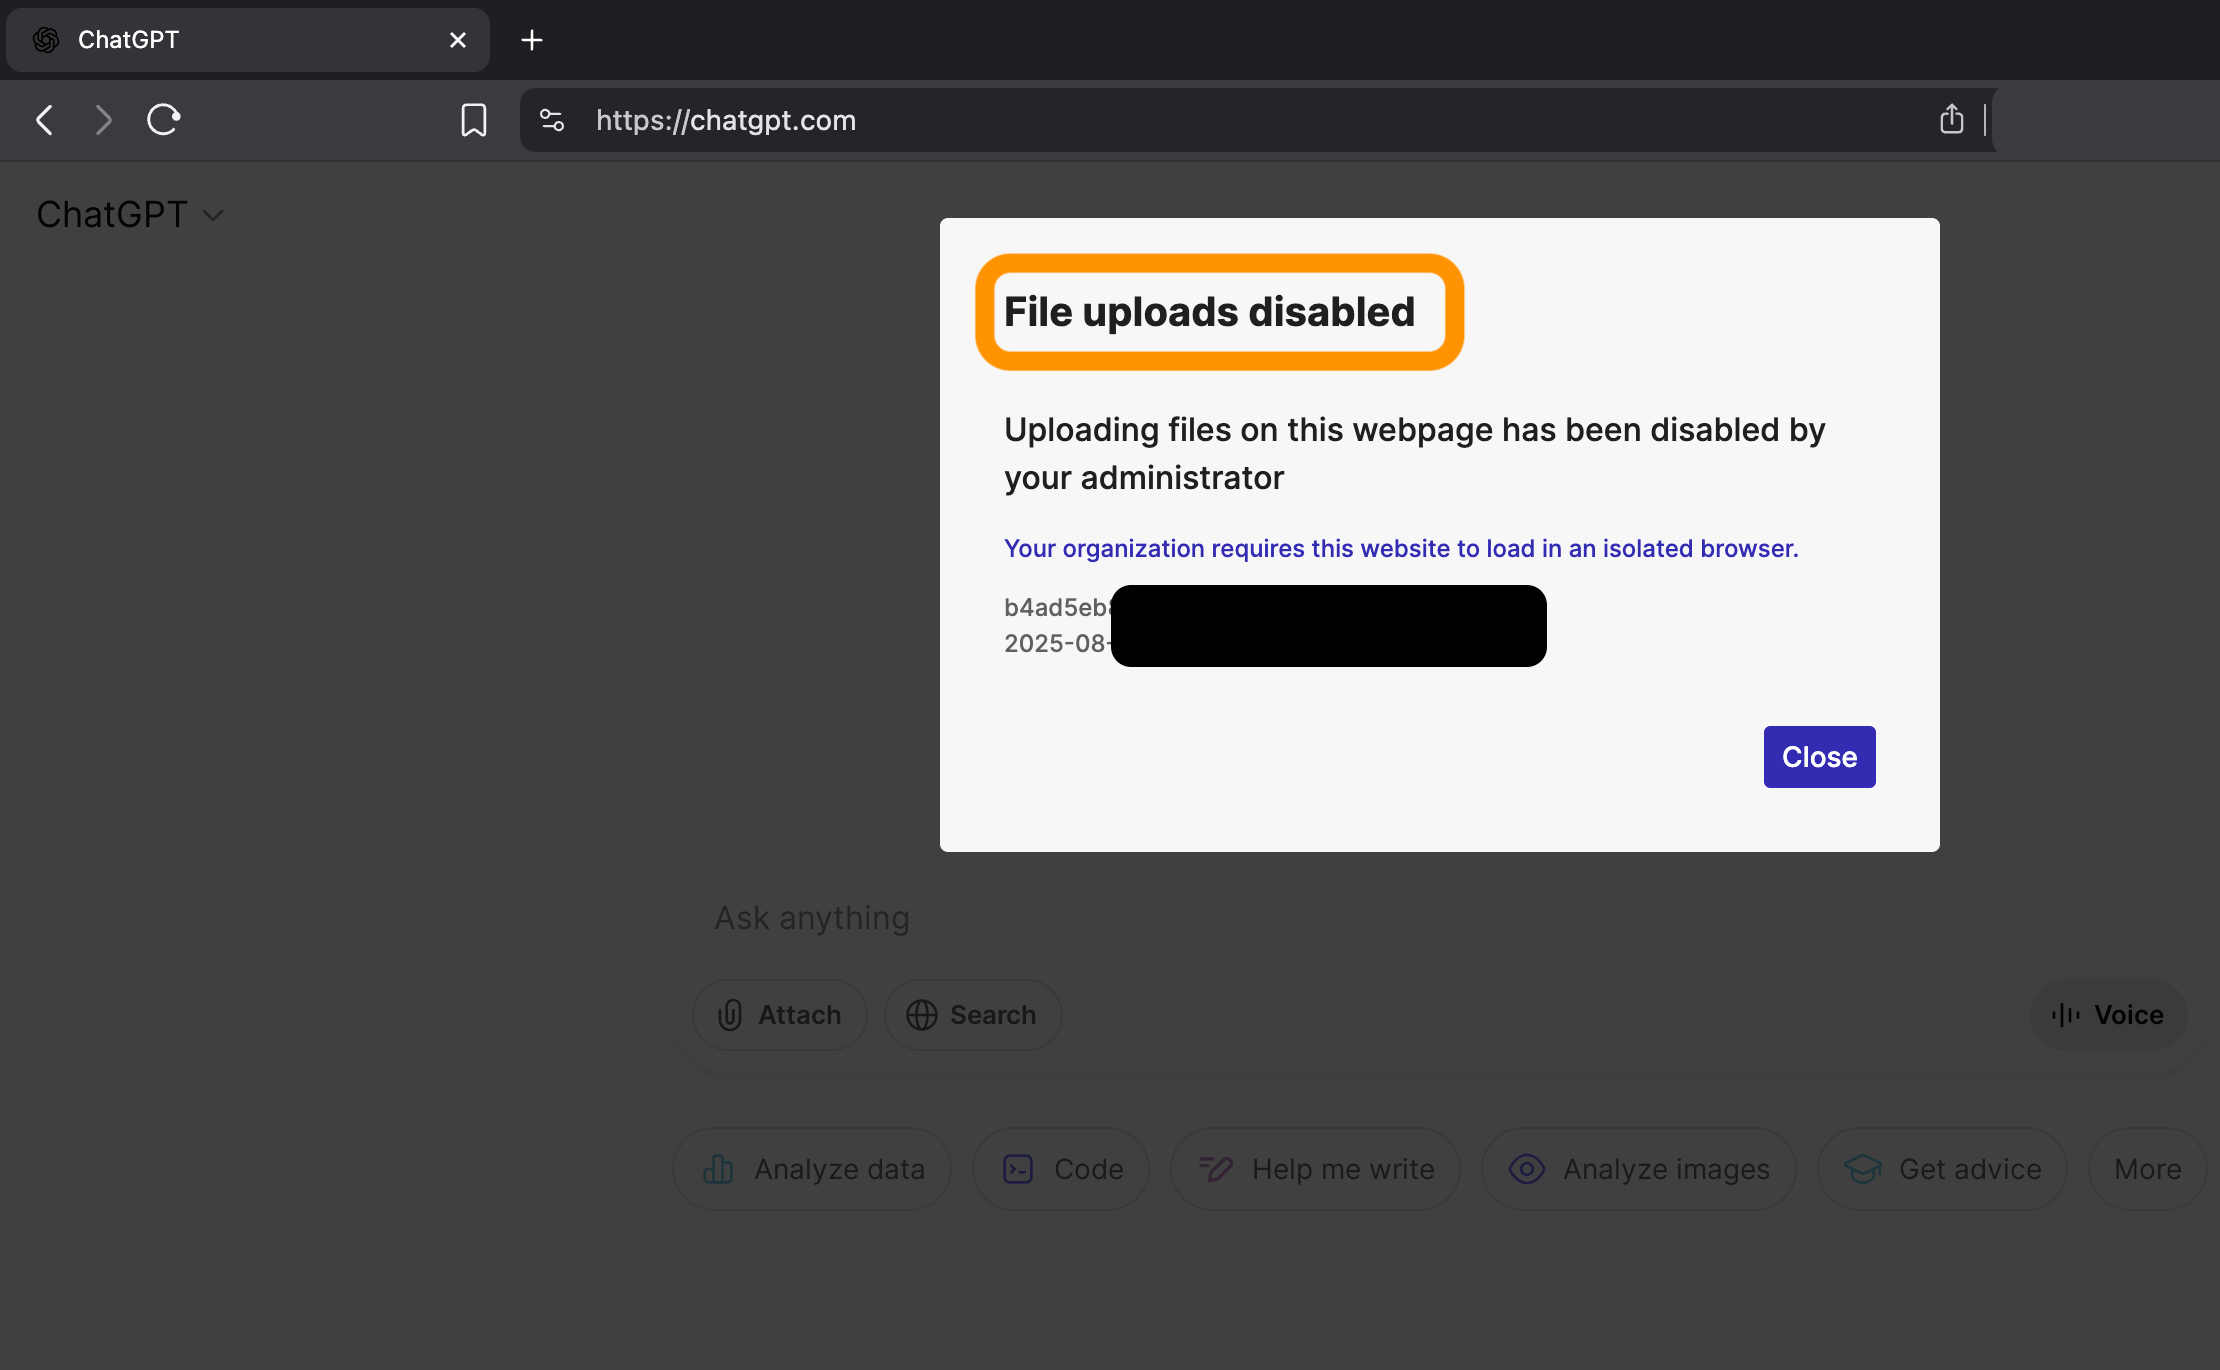 ChatGPT
https://chatgpt.com
ChatGPT
File uploads disabled
Uploading files on this webpage has been disabled by
your administrator
Your organization requires this website to load in an isolated browser.
b4ad5eb
2025-08-
Close
Ask anything
Attach
Search
Voice
Analyze data
Code
Help me write
Analyze images
Get advice
More